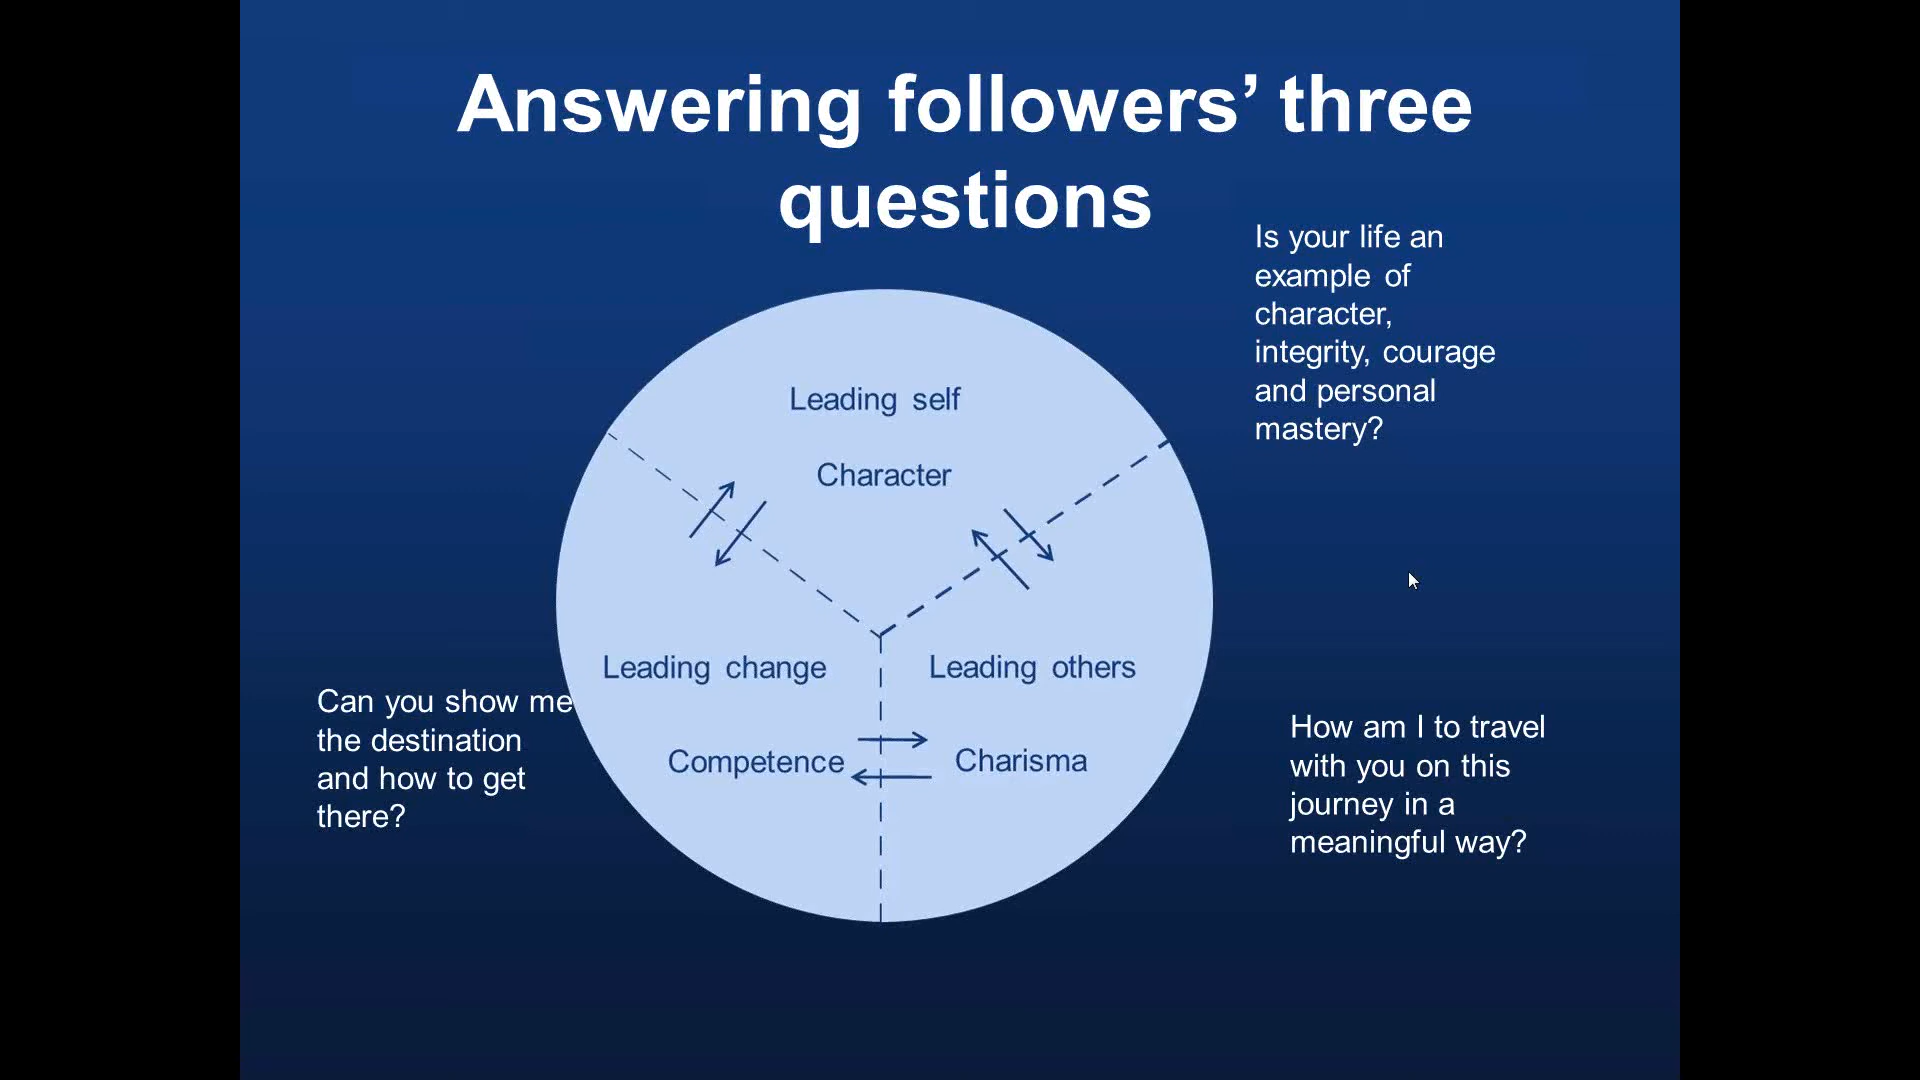 Answering followers’ three
questions
Is your life an
example of
character,
integrity, courage
and personal
mastery?
Leading self
Character
Leading change
Leading others
Competence
Charisma
Can you show me
the destination
and how to get
there?
How am I to travel
with you on this
journey in a
meaningful way?